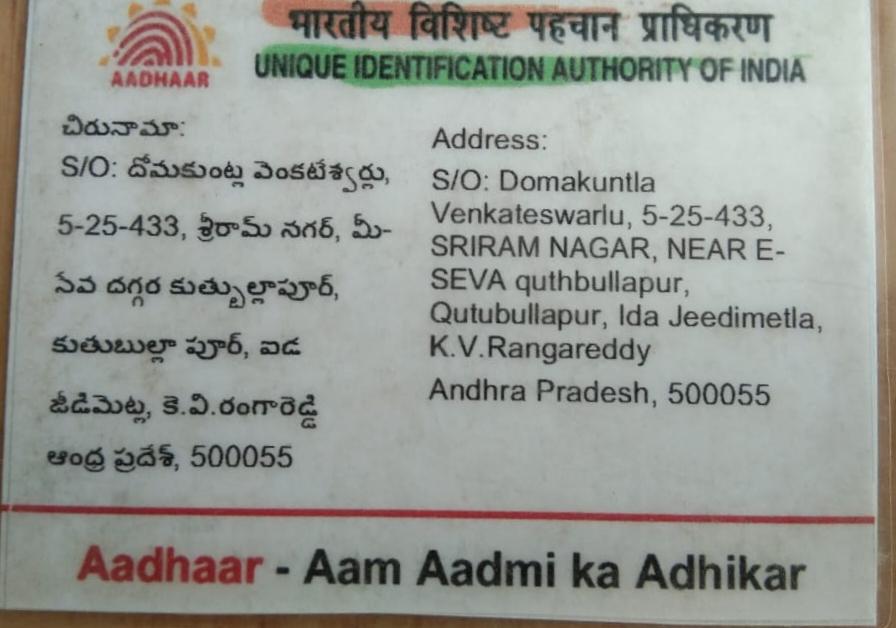 भारतीय विशिष्ट पहचान प्राधिकरण
AADHAAR
UNIQUE IDENTIFICATION AUTHORITY OF INDIA
చిరునామా:
S/O: దోమకుంట్ల వెంకటేశ్వర్లు,
5-25-433, శ్రీరామ్ నగర్, మీ-
సేవ దగ్గర కుత్బుల్లాపూర్,
కుతుబుల్లా పూర్, ఐడ
జీడిమెట్ల, కె.వి.రంగారెడ్డి
ఆంధ్ర ప్రదేశ్, 500055
Address:
S/O: Domakuntla
Venkateswarlu, 5-25-433,
SRIRAM NAGAR, NEAR E-
SEVA quthbullapur,
Qutubullapur, Ida Jeedimetla,
K.V.Rangareddy
Andhra Pradesh, 500055
Aadhaar - Aam Aadmi ka Adhikar